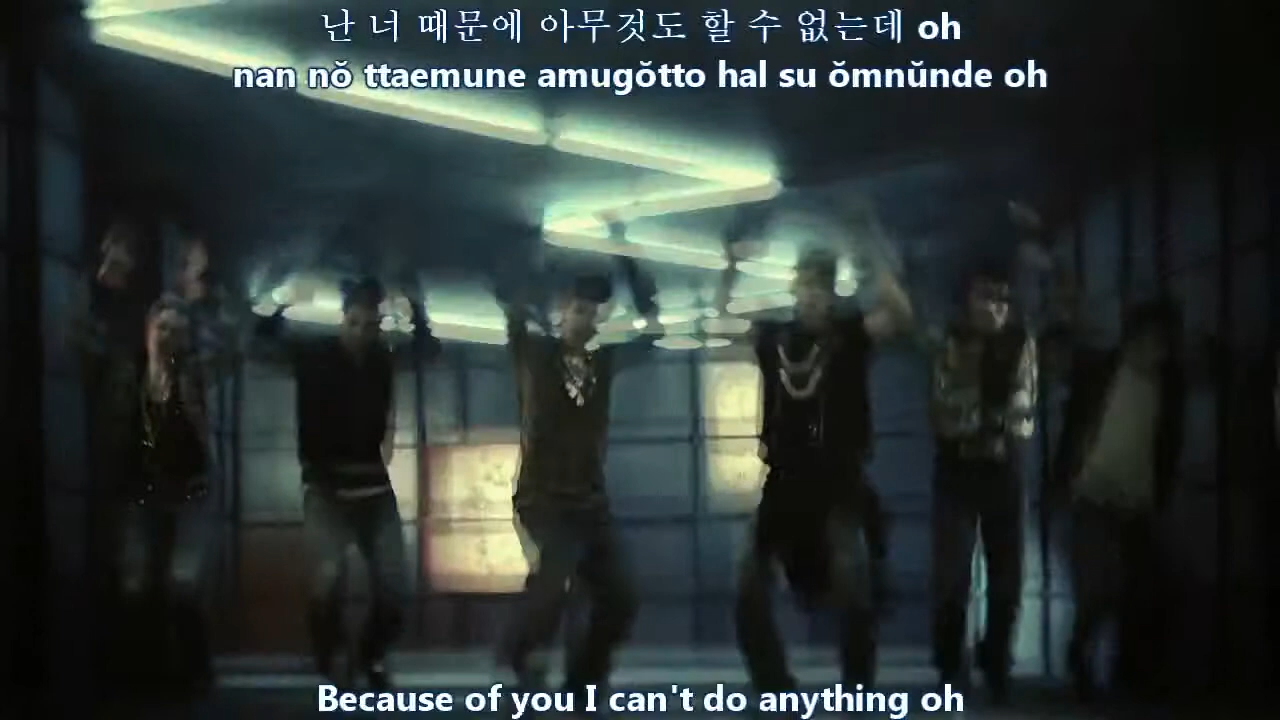 난 너 때문에 아무것도 할 수 없는데 oh
nan nŏ ttaemune amugŏtto hal su ŏmnŭnde oh
Because of you I can't do anything oh